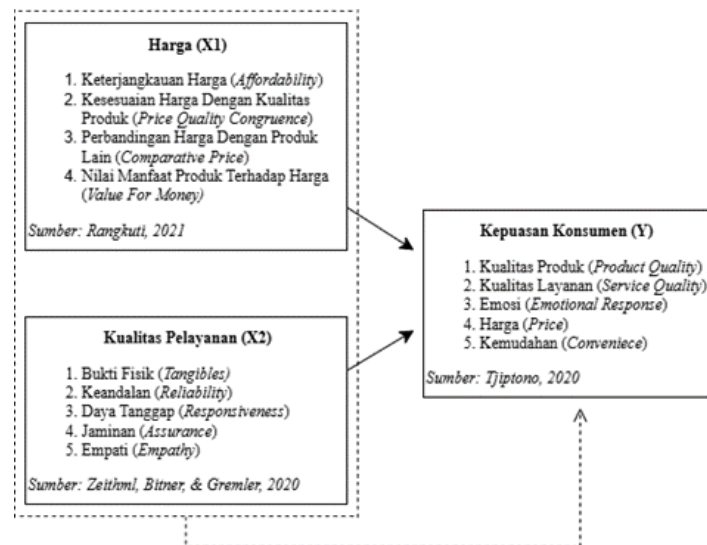 Harga (X1)
1. Keterjangkauan Harga (Affordability)
2. Kesesuaian Harga Dengan Kualitas
Produk (Price Quality Congruence)
3. Perbandingan Harga Dengan Produk
Lain (Comparative Price)
4. Nilai Manfaat Produk Terhadap Harga
(Value For Money)
Sumber: Rangkuti, 2021
Kualitas Pelayanan (X2)
1. Bukti Fisik (Tangibles)
2. Keandalan (Reliability)
3. Daya Tanggap (Responsiveness)
4. Jaminan (Assurance)
5. Empati (Empathy)
Sumber: Zeithml, Bitner, & Gremler, 2020
Kepuasan Konsumen (Y)
1. Kualitas Produk (Product Quality)
2. Kualitas Layanan (Service Quality)
3. Emosi (Emotional Response)
4. Harga (Price)
5. Kemudahan (Conveniece)
Sumber: Tjiptono, 2020